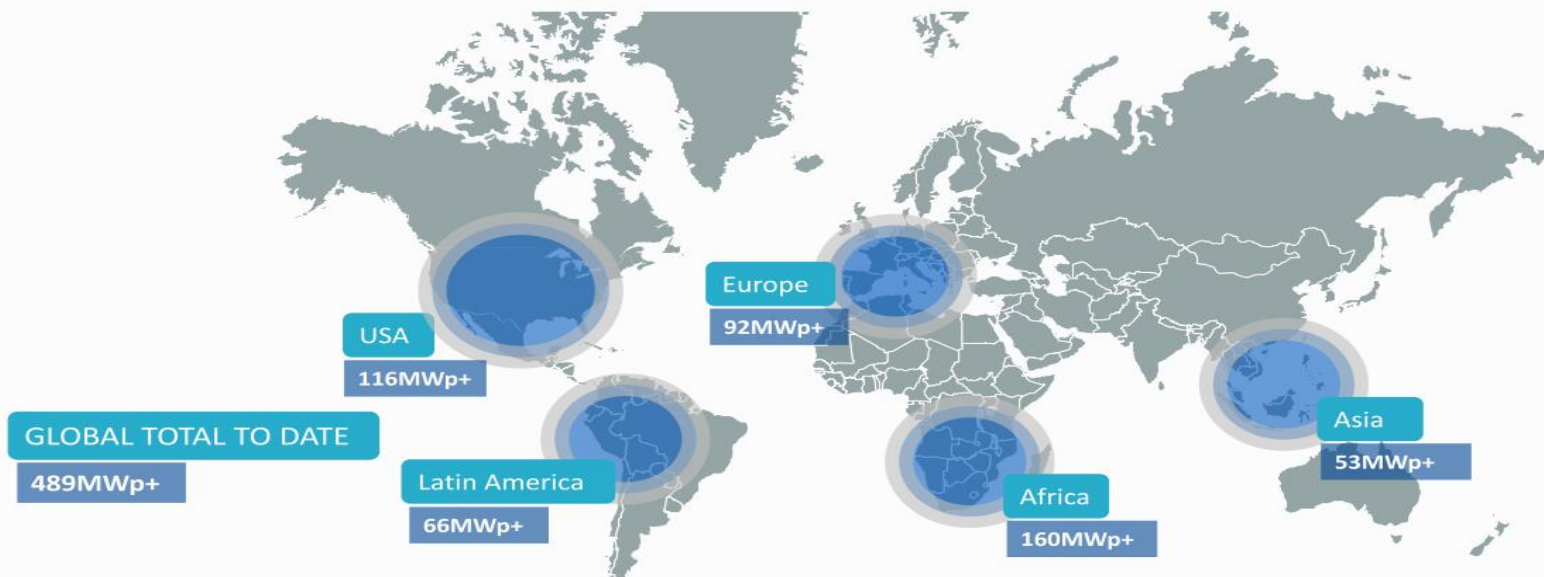 USA
116MWp+
Europe
92MWp+
GLOBAL TOTAL TO DATE
489MWp+
Latin America
66MWp+
Africa
160MWp+
Asia
53MWp+